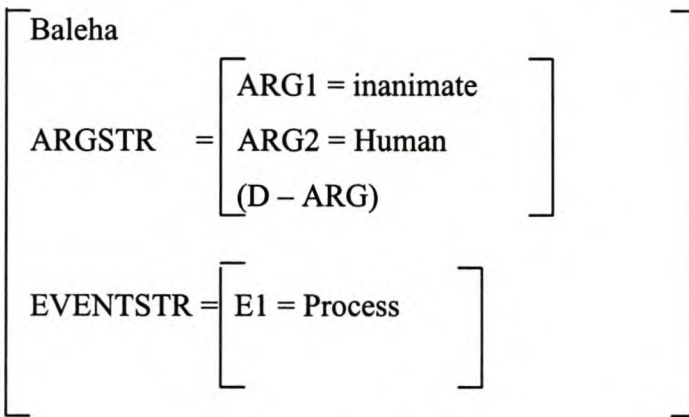 Baleha
ARG1 = inanimate
ARGSTR = ARG2 = Human
(D – ARG)
EVENTSTR = E1 = Process